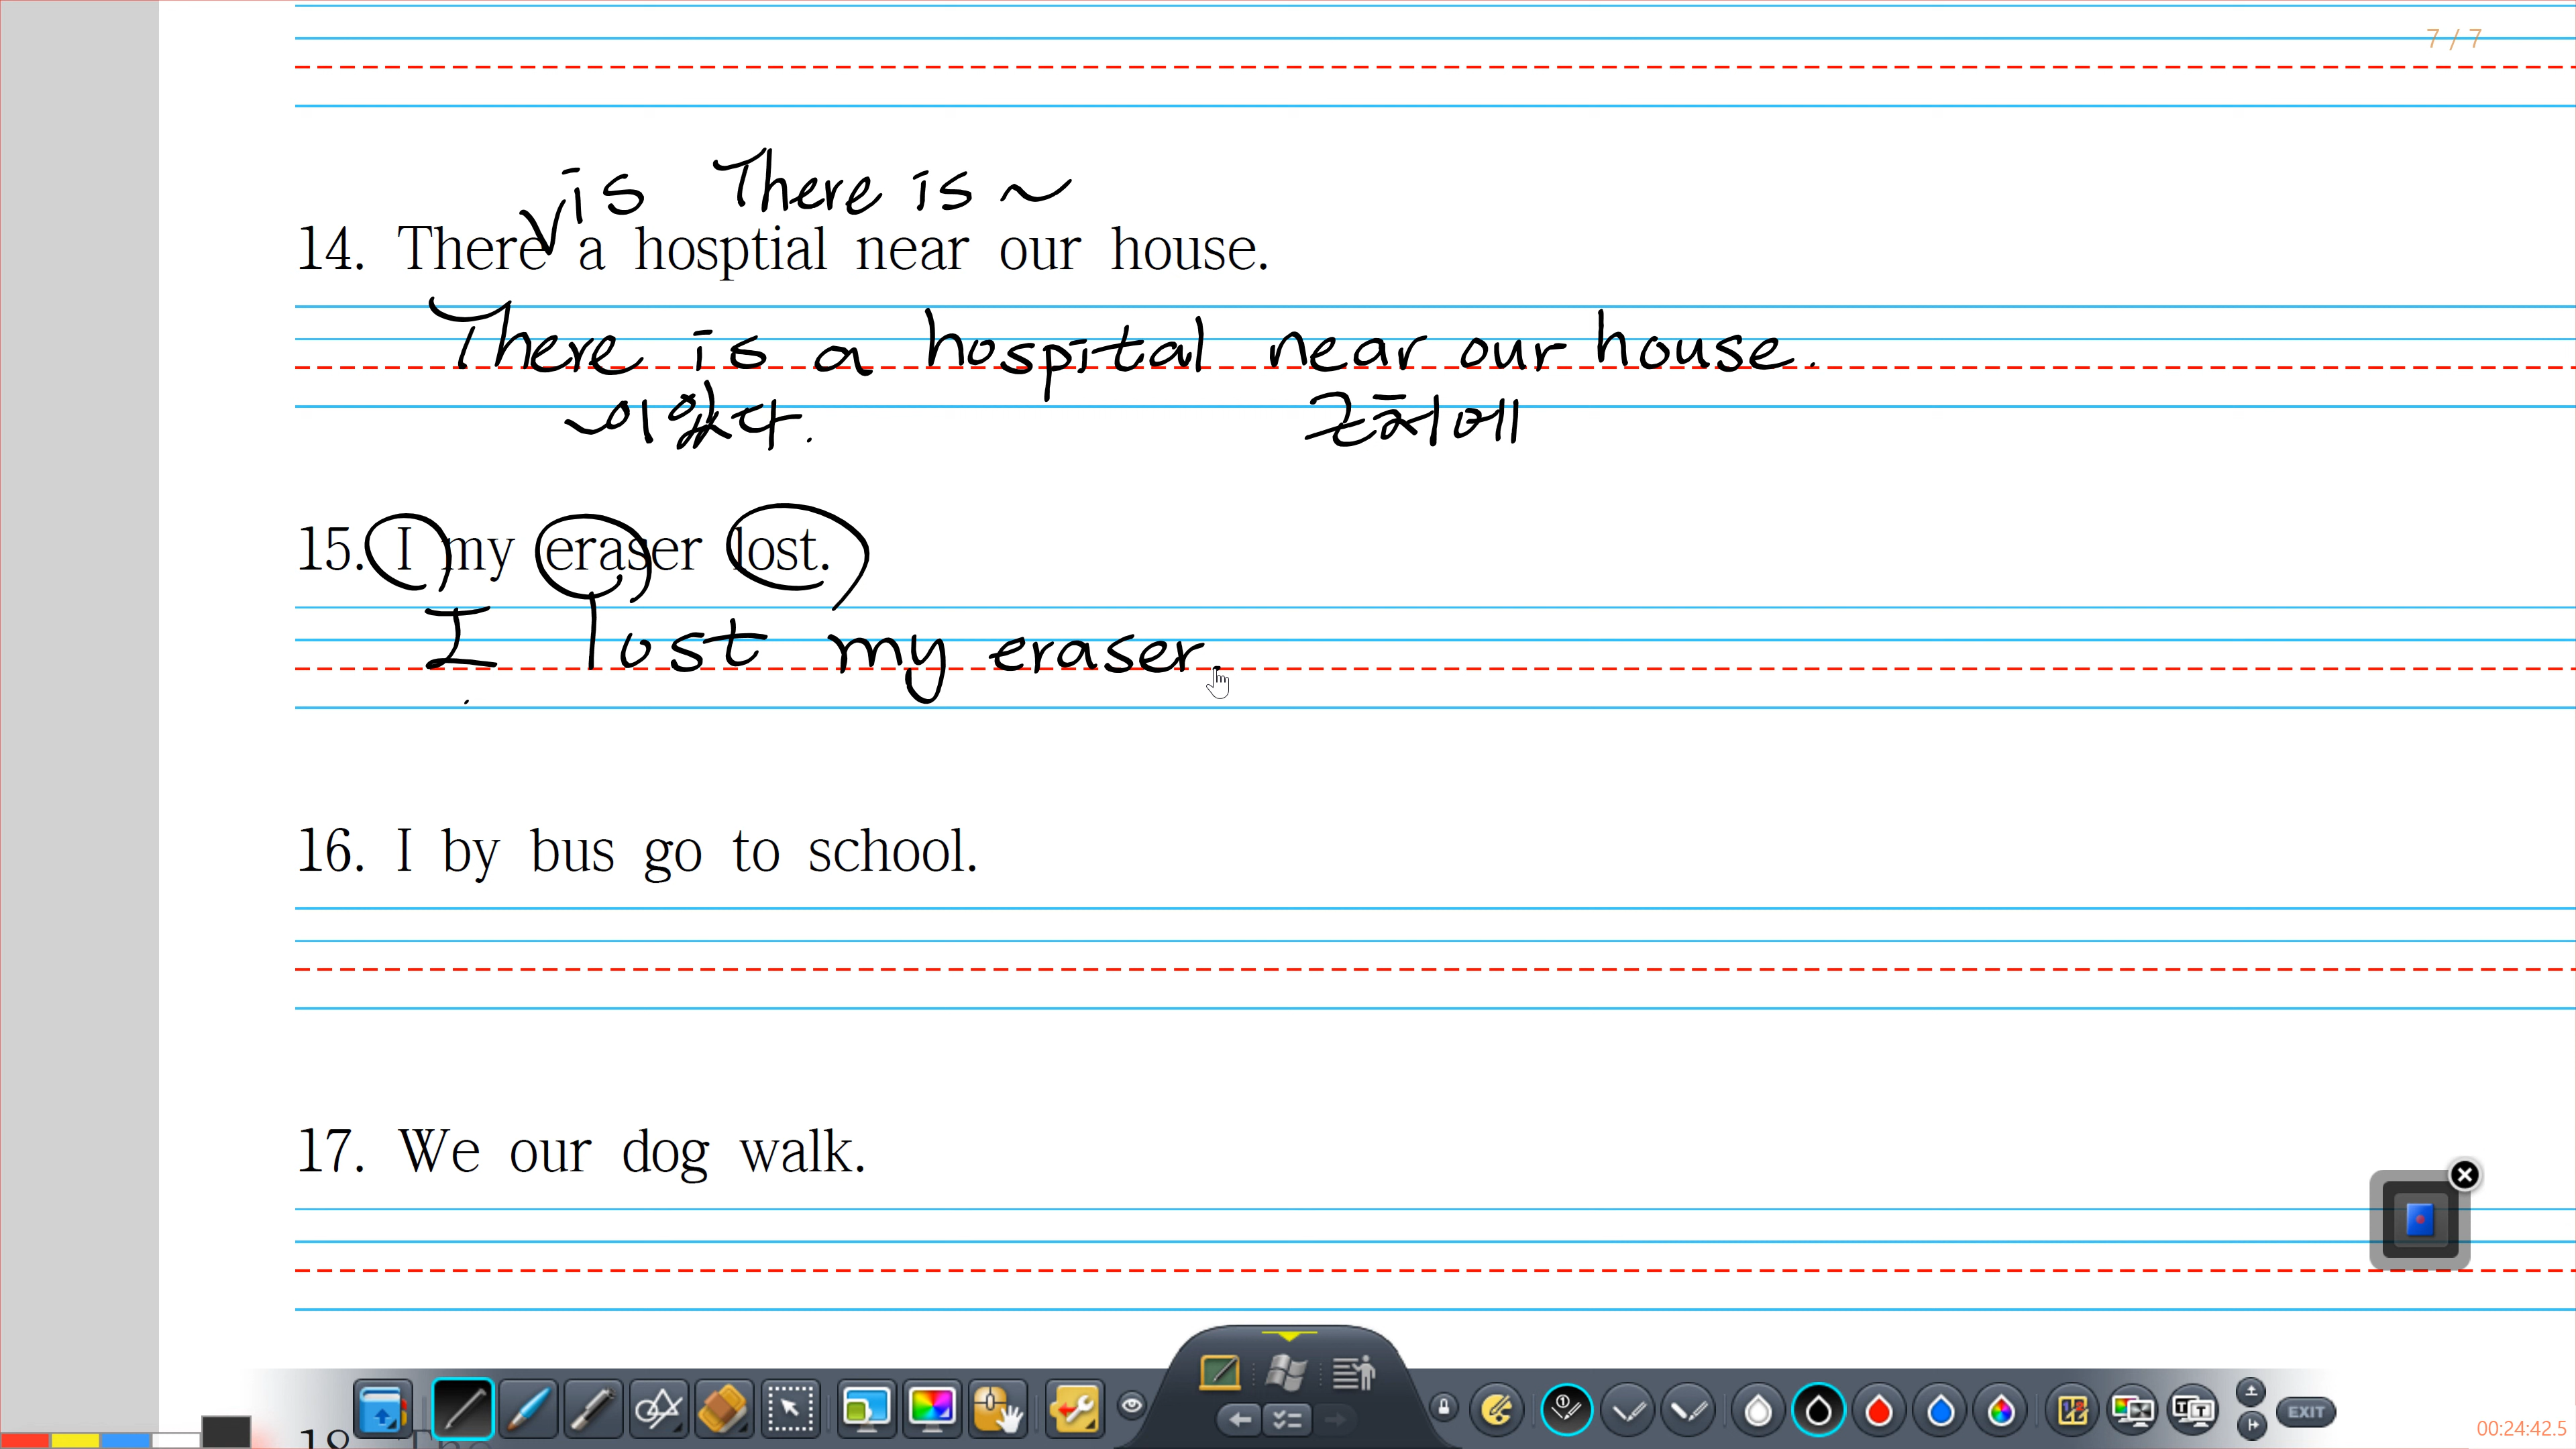 7 / 7
is There is ~
14. There a hosptial near our house.
There is a hospital near our house.
~이 있다. 근처에
15. I my eraser lost.
I lost my eraser.
16. I by bus go to school.
17. We our dog walk.
18. The
EXIT
00:24:42.5